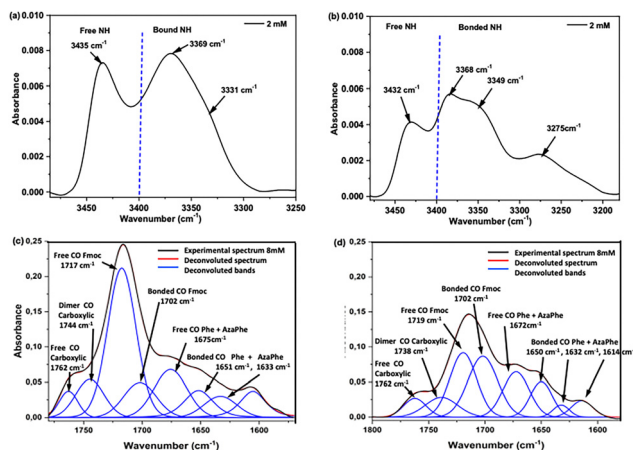 (a)
0.010
0.008
0.006
0.004
0.002
0.000
Absorbance
Free NH
3435 cm-1
Bound NH
3369 cm-1
3331 cm-1
2 mM
3450
3400
3350
3300
3250
Wavenumber (cm-1)
(b)
0.010
0.008
0.006
0.004
0.002
0.000
Absorbance
Free NH
Bonded NH
2 mM
3432 cm-1
3368 cm-1
3349 cm-1
3275cm-1
3450
3400
3350
3300
3250
3200
Wavenumber (cm-1)
(c)
0,25
0,20
0,15
0,10
0,05
0,00
Absorbance
Experimental spectrum 8mM
Deconvoluted spectrum
Deconvoluted bands
Free CO Fmoc
1717 cm-1
Dimer CO
Carboxylic
1744 cm-1
Free CO
Carboxylic
1762 cm-1
Bonded CO Fmoc
1702 cm-1
Free CO Phe + AzaPhe
1675cm-1
Bonded CO Phe + AzaPhe
1651 cm-1, 1633 cm-1
1750
1700
1650
1600
Wavenumber (cm-1)
(d)
0,25
0,20
0,15
0,10
0,05
0,00
Experimental spectrum 8mM
Deconvoluted spectrum
Deconvoluted bands
Bonded CO Fmoc
1702 cm-1
Free CO Fmoc
1719 cm-1
Dimer CO Carboxylic
1738 cm-1
Free CO
Carboxylic
1762 cm-1
Free CO Phe + AzaPhe
1672cm-1
Bonded CO Phe + AzaPhe
1650 cm-1, 1632 cm-1, 1614 cm-1
1800
1750
1700
1650
1600
Wavenumber (cm-1)